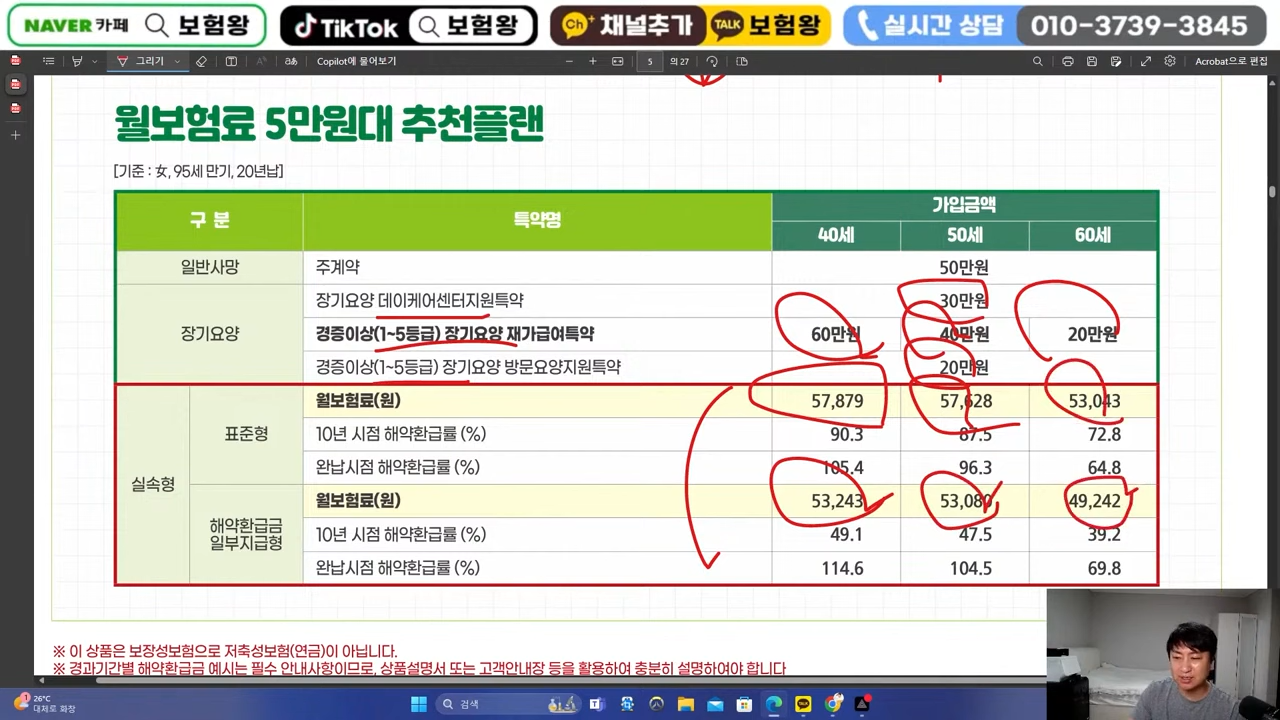 NAVER 카페 보험왕 TikTok 보험왕 Ch+ 채널추가 TALK 보험왕 실시간 상담 010-3739-3845
그리기 Copilot에 물어보기 5 의 27 Acrobat으로 편집
월보험료 5만원대 추천플랜
[기준 : 女, 95세 만기, 20년납]
구 분 특약명 가입금액
40세 50세 60세
일반사망 주계약 50만원
장기요양 장기요양 데이케어센터지원특약 30만원
경증이상(1~5등급) 장기요양 재가급여특약 60만원 40만원 20만원
경증이상(1~5등급) 장기요양 방문요양지원특약 20만원
실속형 표준형 월보험료(원) 57,879 57,628 53,043
10년 시점 해약환급률 (%) 90.3 87.5 72.8
완납시점 해약환급률 (%) 105.4 96.3 64.8
해약환급금 일부지급형 월보험료(원) 53,243 53,080 49,242
10년 시점 해약환급률 (%) 49.1 47.5 39.2
완납시점 해약환급률 (%) 114.6 104.5 69.8
※ 이 상품은 보장성보험으로 저축성보험(연금)이 아닙니다.
※ 경과기간별 해약환급금 예시는 필수 안내사항이므로, 상품설명서 또는 고객안내장 등을 활용하여 충분히 설명하여야 합니다
26°C
대체로 화창
검색